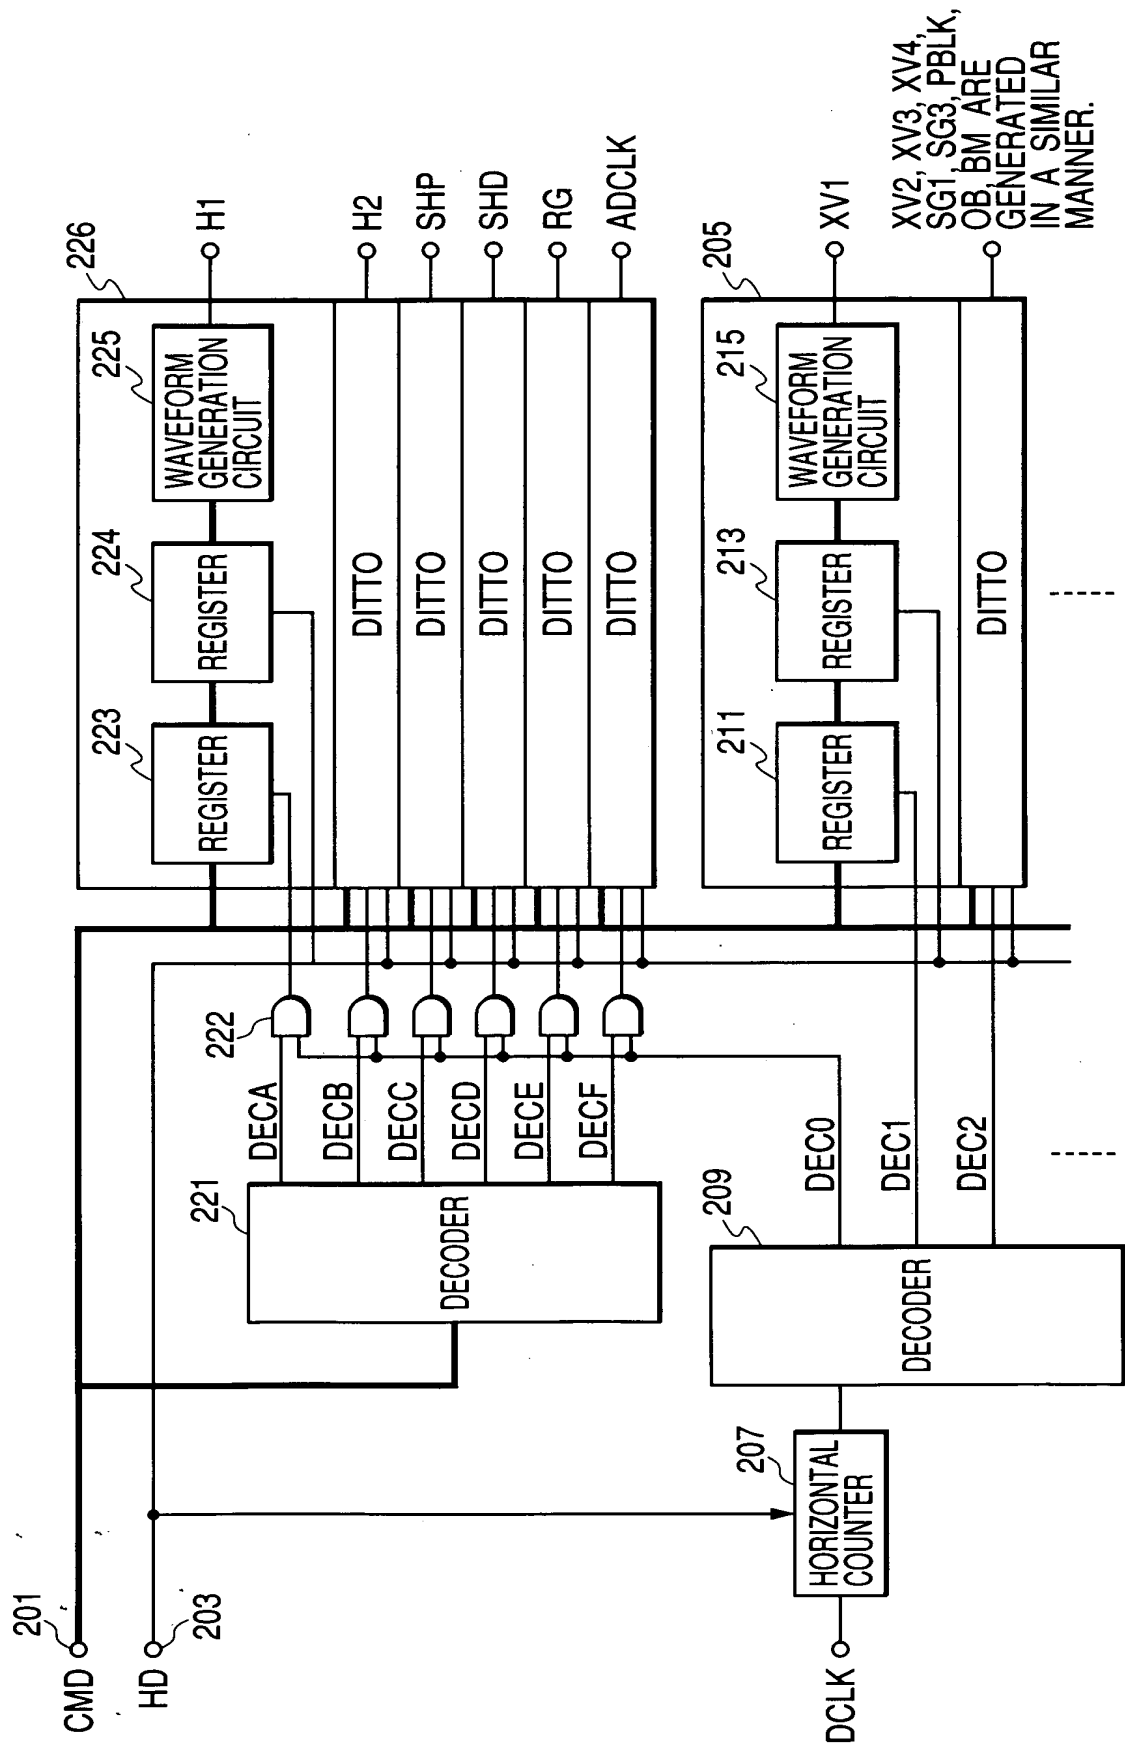 CMD
201
HD
203
DCLK
207
HORIZONTAL
COUNTER
209
DECODER
DEC0
DEC1
DEC2
221
DECODER
DECA
DECB
DECC
DECD
DECE
DECF
222
226
223
REGISTER
224
REGISTER
225
WAVEFORM
GENERATION
CIRCUIT
H1
DITTO
H2
DITTO
SHP
DITTO
SHD
DITTO
RG
DITTO
ADCLK
205
211
REGISTER
213
REGISTER
215
WAVEFORM
GENERATION
CIRCUIT
XV1
DITTO
XV2, XV3, XV4,
SG1, SG3, PBLK,
OB, BM ARE
GENERATED
IN A SIMILAR
MANNER.